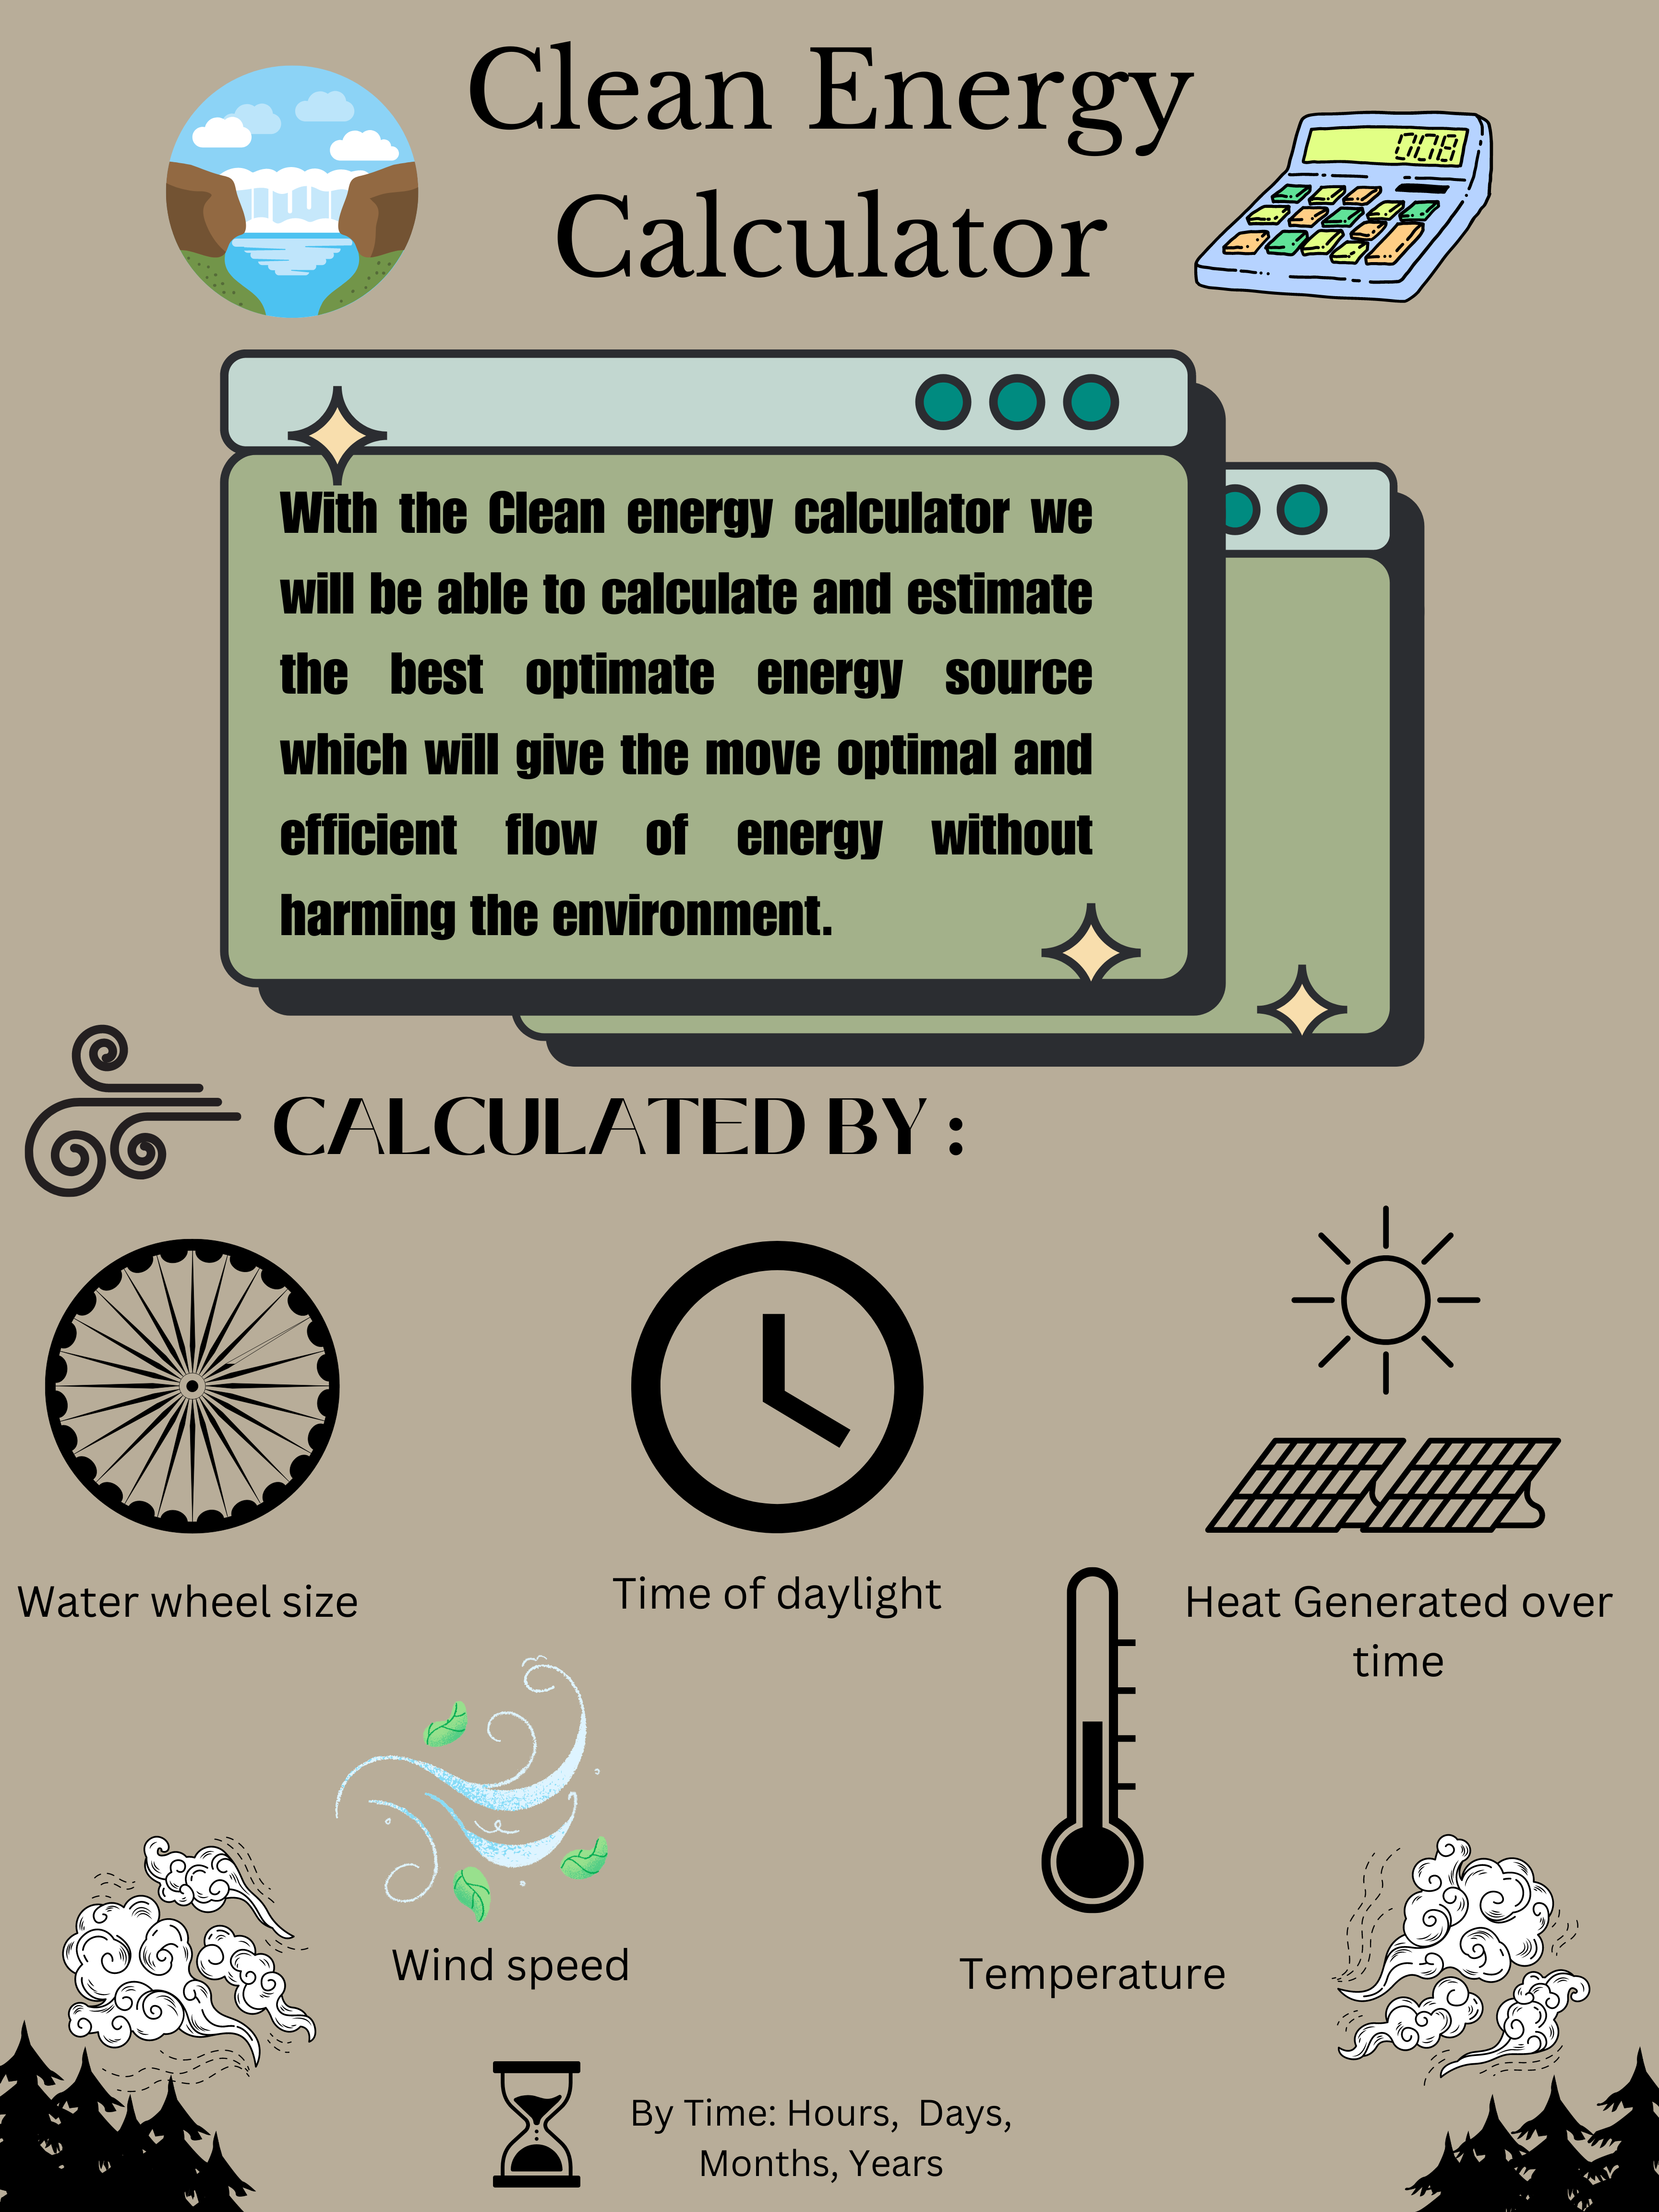 Clean Energy
Calculator
With the Clean energy calculator we
will be able to calculate and estimate
the best optimate energy source
which will give the move optimal and
efficient flow of energy without
harming the environment.
CALCULATED BY :
Water wheel size
Time of daylight
Heat Generated over
time
Wind speed
Temperature
By Time: Hours, Days,
Months, Years